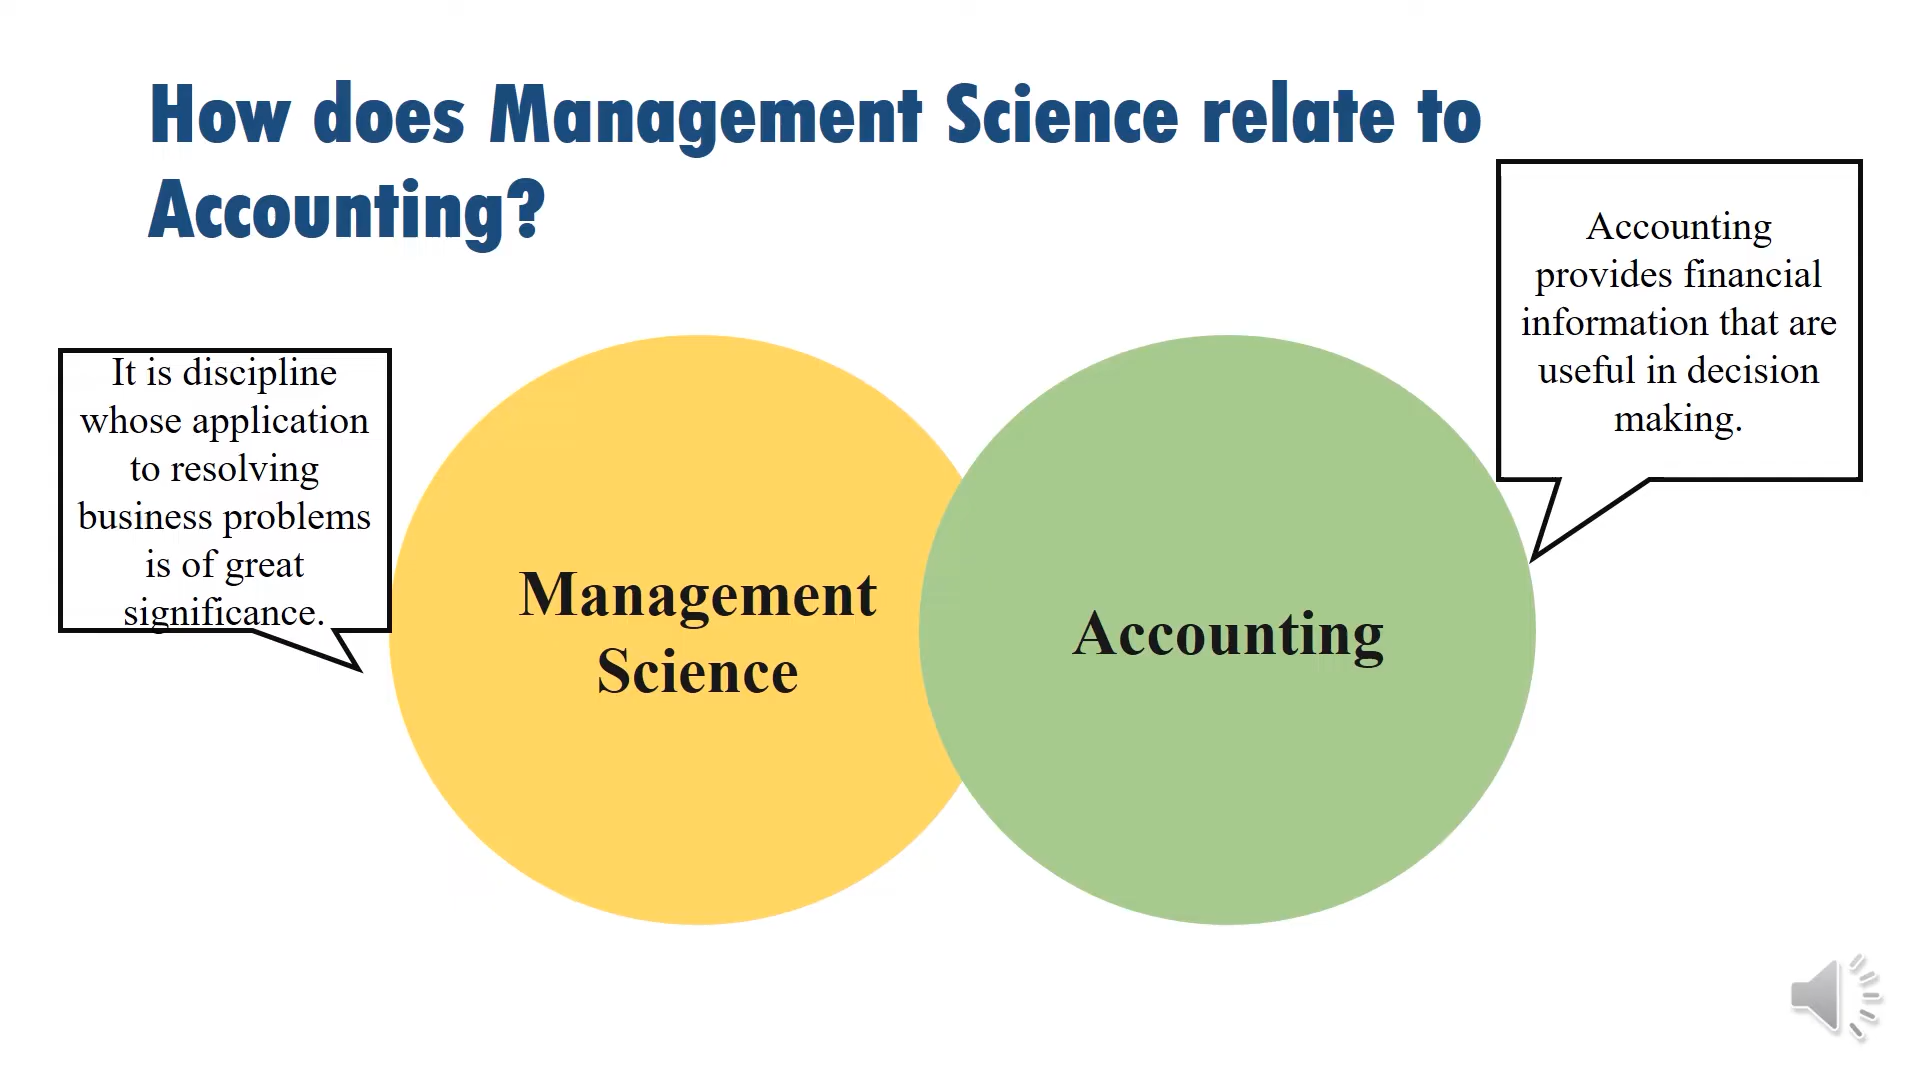 How does Management Science relate to
Accounting?
It is discipline
whose application
to resolving
business problems
is of great
significance.
Management
Science
Accounting
Accounting
provides financial
information that are
useful in decision
making.